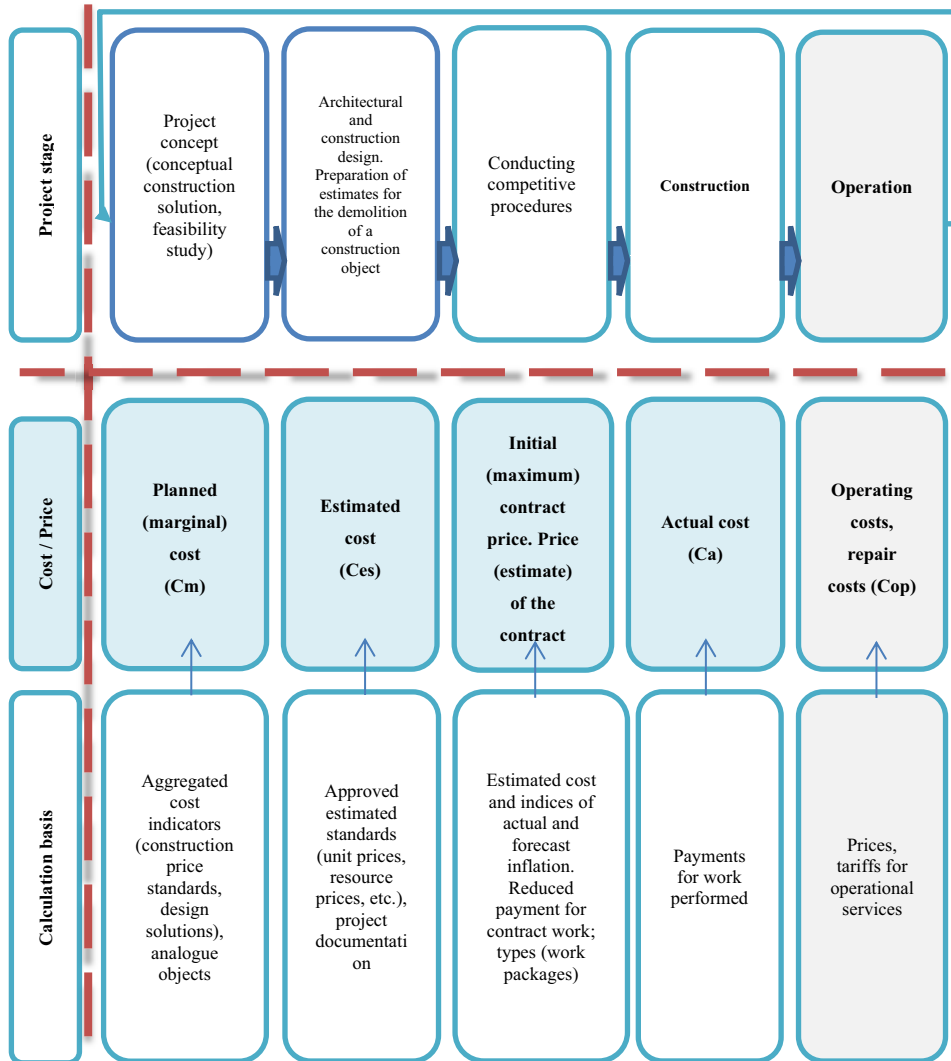 Project stage
Project
concept
(conceptual
construction
solution,
feasibility
study)
Architectural
and
construction
design.
Preparation of
estimates for
the demolition
of a
construction
object
Conducting
competitive
procedures
Construction
Operation
Cost / Price
Planned
(marginal)
cost
(Cm)
Estimated
cost
(Ces)
Initial
(maximum)
contract
price. Price
(estimate)
of the
contract
Actual cost
(Ca)
Operating
costs,
repair
costs (Cop)
Calculation basis
Aggregated
cost
indicators
(construction
price
standards,
design
solutions),
analogue
objects
Approved
estimated
standards
(unit prices,
resource
prices, etc.),
project
documentati
on
Estimated cost
and indices of
actual and
forecast
inflation.
Reduced
payment for
contract work;
types (work
packages)
Payments
for work
performed
Prices,
tariffs for
operational
services